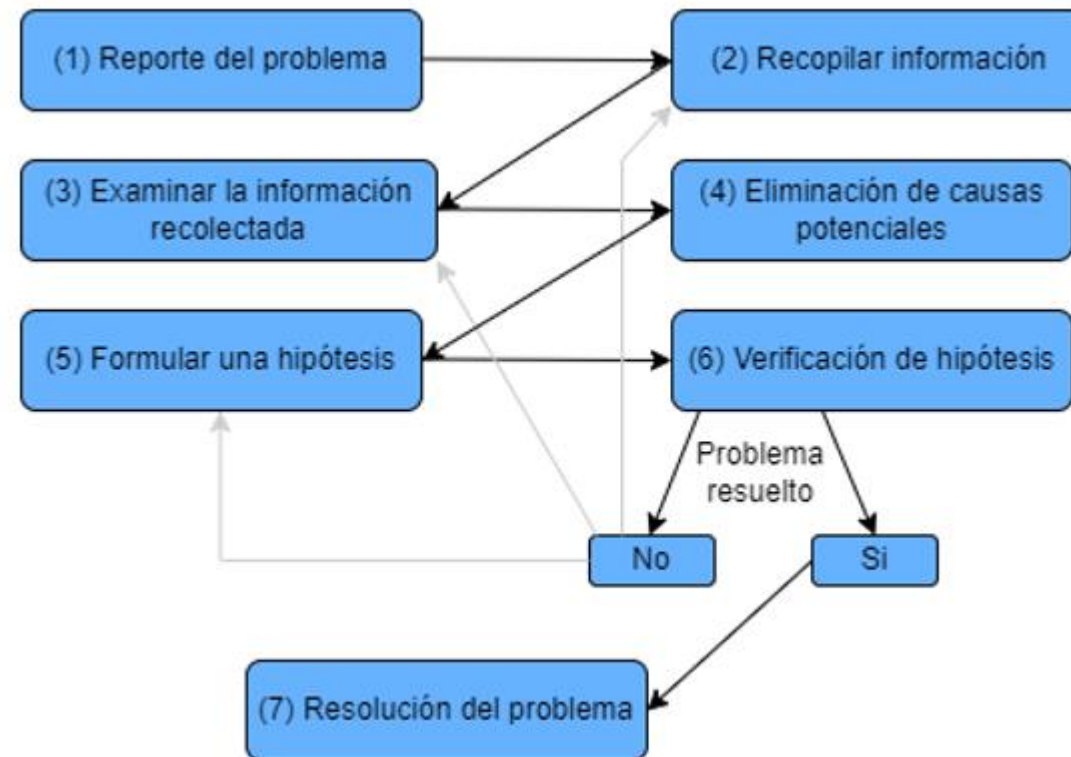 (1) Reporte del problema
(2) Recopilar información
(3) Examinar la información
recolectada
(4) Eliminación de causas
potenciales
(5) Formular una hipótesis
(6) Verificación de hipótesis
Problema
resuelto
No
Si
(7) Resolución del problema